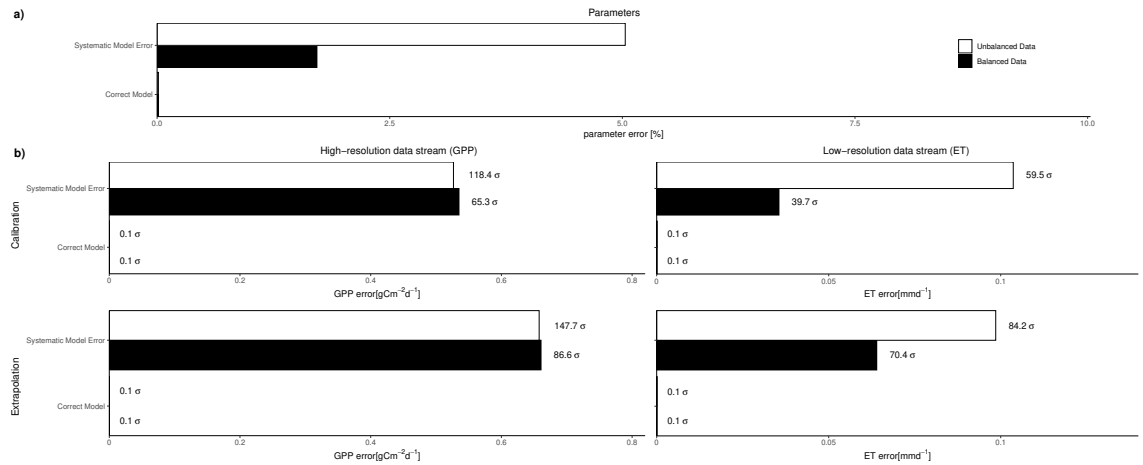 a)
Parameters
Systematic Model Error
Correct Model
Unbalanced Data
Balanced Data
0.0 2.5 5.0 7.5 10.0
parameter error [%]
b)
High−resolution data stream (GPP) Low−resolution data stream (ET)
Calibration
Systematic Model Error
118.4 σ
65.3 σ
Correct Model
0.1 σ
0.1 σ
0 0.2 0.4 0.6 0.8
GPP error[gCm⁻²d⁻¹]
59.5 σ
39.7 σ
0.1 σ
0.1 σ
0 0.05 0.1
ET error[mmd⁻¹]
Extrapolation
Systematic Model Error
147.7 σ
86.6 σ
Correct Model
0.1 σ
0.1 σ
0 0.2 0.4 0.6 0.8
GPP error[gCm⁻²d⁻¹]
84.2 σ
70.4 σ
0.1 σ
0.1 σ
0 0.05 0.1
ET error[mmd⁻¹]